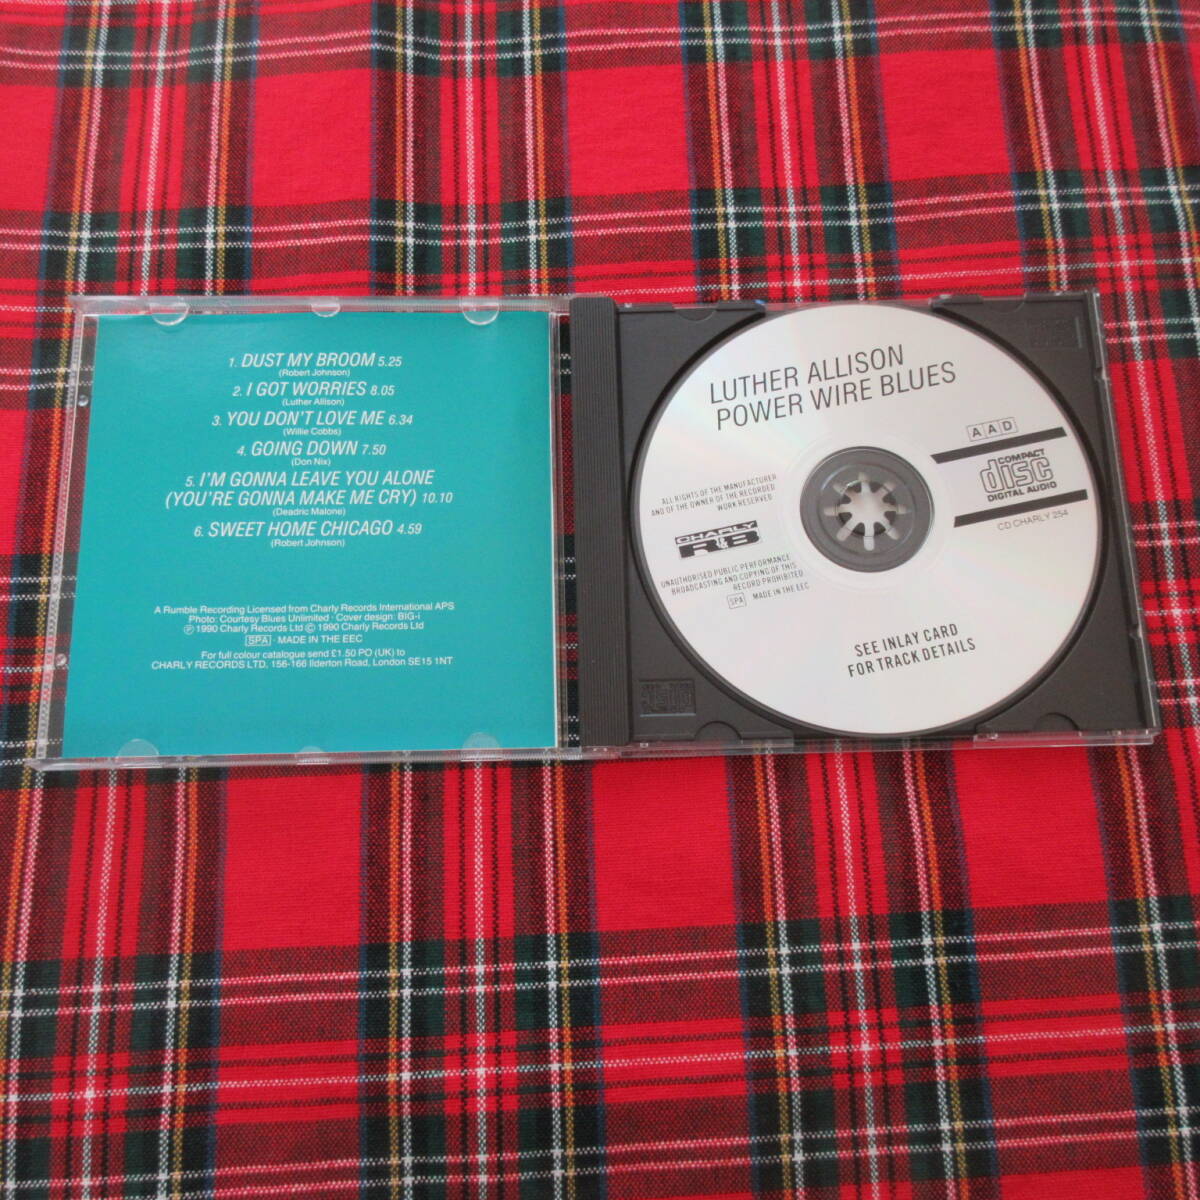 1. DUST MY BROOM 5.25
(Robert Johnson)
2. I GOT WORRIES 8.05
(Luther Allison)
3. YOU DON'T LOVE ME 6.34
(Willie Cobbs)
4. GOING DOWN 7.50
(Don Nix)
5. I'M GONNA LEAVE YOU ALONE
(YOU'RE GONNA MAKE ME CRY) 10.10
(Deadric Malone)
6. SWEET HOME CHICAGO 4.59
(Robert Johnson)
A Rumble Recording Licensed from Charly Records International APS
Photo: Courtesy Blues Unlimited · Cover design: BIG-i
℗ 1990 Charly Records Ltd © 1990 Charly Records Ltd
SPA · MADE IN THE EEC
For full colour catalogue send £1.50 PO (UK) to
CHARLY RECORDS LTD, 156-166 Ilderton Road, London SE15 1NT
LUTHER ALLISON
POWER WIRE BLUES
AAD
COMPACT
disc
DIGITAL AUDIO
CD CHARLY 254
ALL RIGHTS OF THE MANUFACTURER
AND OF THE OWNER OF THE RECORDED
WORK RESERVED
CHARLY
R&B
UNAUTHORISED PUBLIC PERFORMANCE
BROADCASTING AND COPYING OF THIS
RECORD PROHIBITED
SPA MADE IN THE EEC
SEE INLAY CARD
FOR TRACK DETAILS